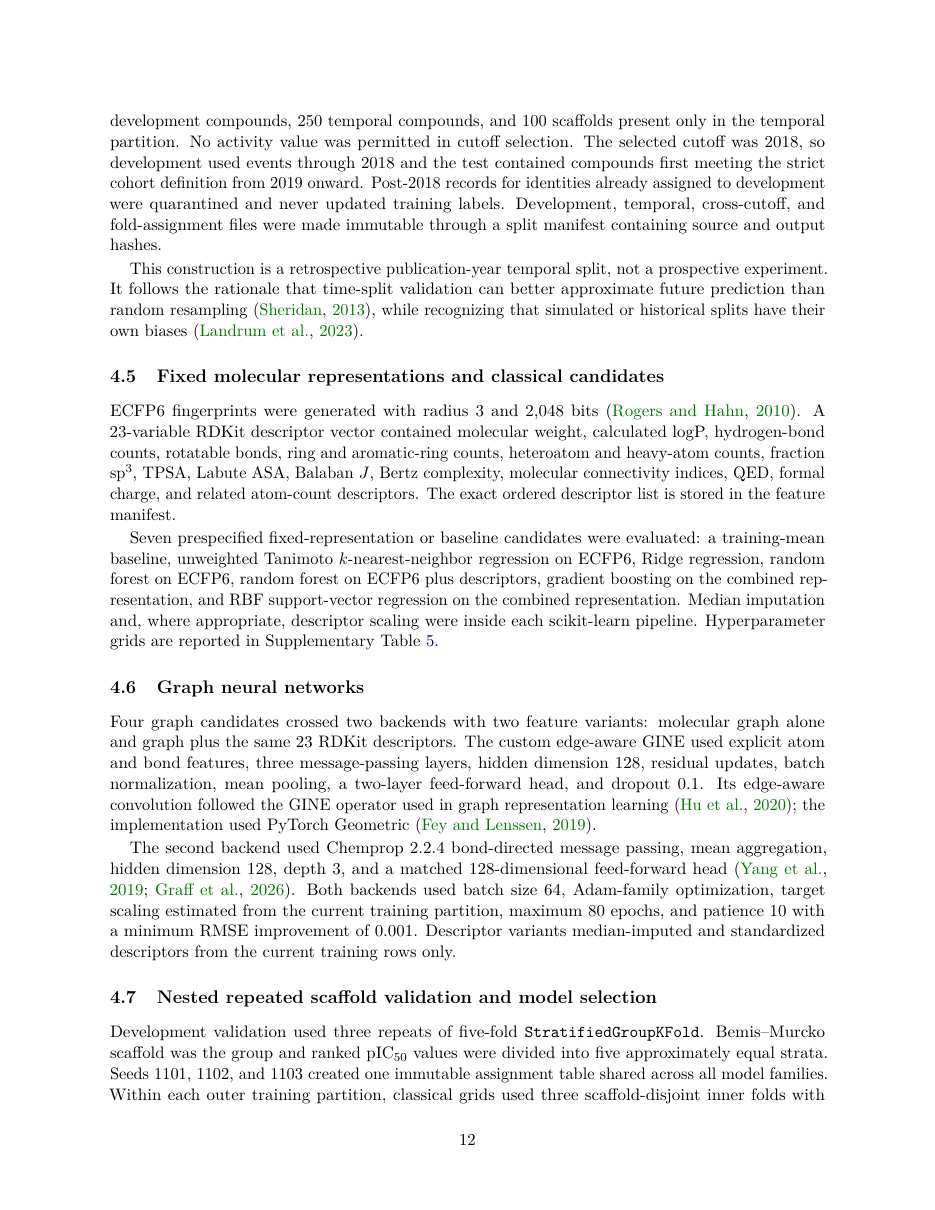 development compounds, 250 temporal compounds, and 100 scaffolds present only in the temporal
partition. No activity value was permitted in cutoff selection. The selected cutoff was 2018, so
development used events through 2018 and the test contained compounds first meeting the strict
cohort definition from 2019 onward. Post-2018 records for identities already assigned to development
were quarantined and never updated training labels. Development, temporal, cross-cutoff, and
fold-assignment files were made immutable through a split manifest containing source and output
hashes.
This construction is a retrospective publication-year temporal split, not a prospective experiment.
It follows the rationale that time-split validation can better approximate future prediction than
random resampling (Sheridan, 2013), while recognizing that simulated or historical splits have their
own biases (Landrum et al., 2023).
4.5 Fixed molecular representations and classical candidates
ECFP6 fingerprints were generated with radius 3 and 2,048 bits (Rogers and Hahn, 2010). A
23-variable RDKit descriptor vector contained molecular weight, calculated logP, hydrogen-bond
counts, rotatable bonds, ring and aromatic-ring counts, heteroatom and heavy-atom counts, fraction
sp³, TPSA, Labute ASA, Balaban J, Bertz complexity, molecular connectivity indices, QED, formal
charge, and related atom-count descriptors. The exact ordered descriptor list is stored in the feature
manifest.
Seven prespecified fixed-representation or baseline candidates were evaluated: a training-mean
baseline, unweighted Tanimoto k-nearest-neighbor regression on ECFP6, Ridge regression, random
forest on ECFP6, random forest on ECFP6 plus descriptors, gradient boosting on the combined rep-
resentation, and RBF support-vector regression on the combined representation. Median imputation
and, where appropriate, descriptor scaling were inside each scikit-learn pipeline. Hyperparameter
grids are reported in Supplementary Table 5.
4.6 Graph neural networks
Four graph candidates crossed two backends with two feature variants: molecular graph alone
and graph plus the same 23 RDKit descriptors. The custom edge-aware GINE used explicit atom
and bond features, three message-passing layers, hidden dimension 128, residual updates, batch
normalization, mean pooling, a two-layer feed-forward head, and dropout 0.1. Its edge-aware
convolution followed the GINE operator used in graph representation learning (Hu et al., 2020); the
implementation used PyTorch Geometric (Fey and Lenssen, 2019).
The second backend used Chemprop 2.2.4 bond-directed message passing, mean aggregation,
hidden dimension 128, depth 3, and a matched 128-dimensional feed-forward head (Yang et al.,
2019; Graff et al., 2026). Both backends used batch size 64, Adam-family optimization, target
scaling estimated from the current training partition, maximum 80 epochs, and patience 10 with
a minimum RMSE improvement of 0.001. Descriptor variants median-imputed and standardized
descriptors from the current training rows only.
4.7 Nested repeated scaffold validation and model selection
Development validation used three repeats of five-fold StratifiedGroupKFold. Bemis–Murcko
scaffold was the group and ranked pIC₅₀ values were divided into five approximately equal strata.
Seeds 1101, 1102, and 1103 created one immutable assignment table shared across all model families.
Within each outer training partition, classical grids used three scaffold-disjoint inner folds with
12